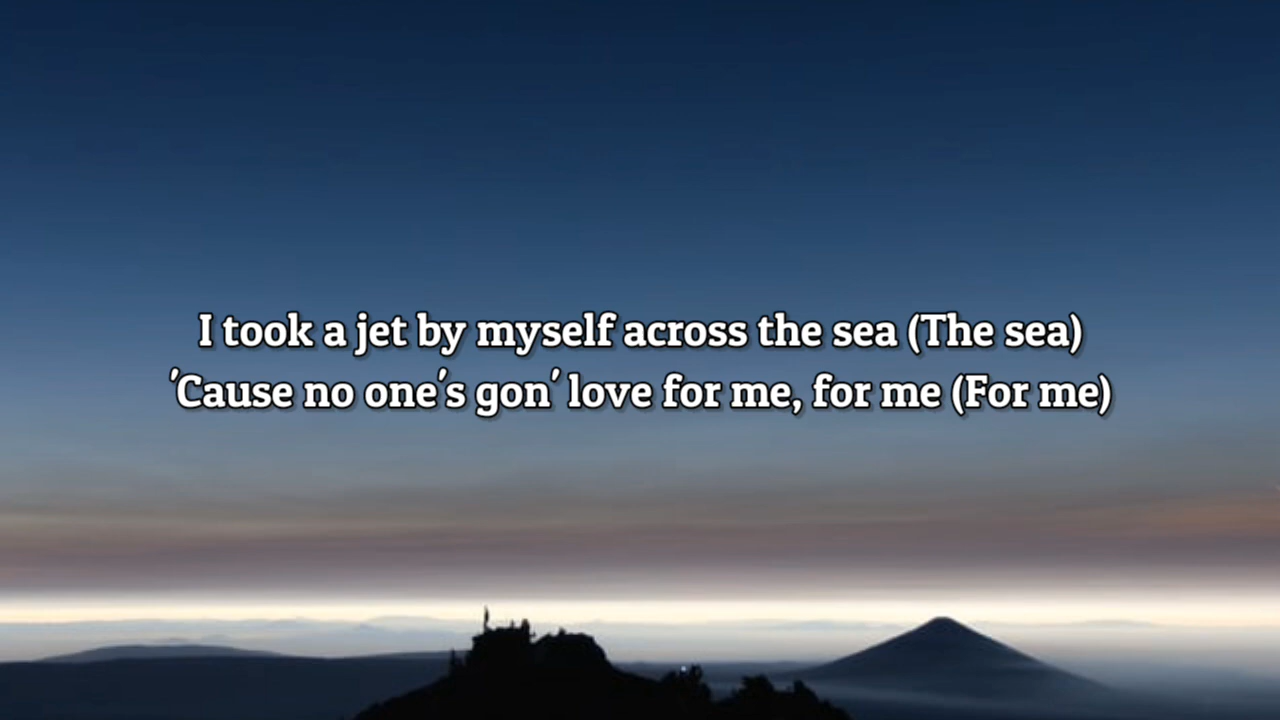 I took a jet by myself across the sea (The sea)
'Cause no one's gon' love for me, for me (For me)